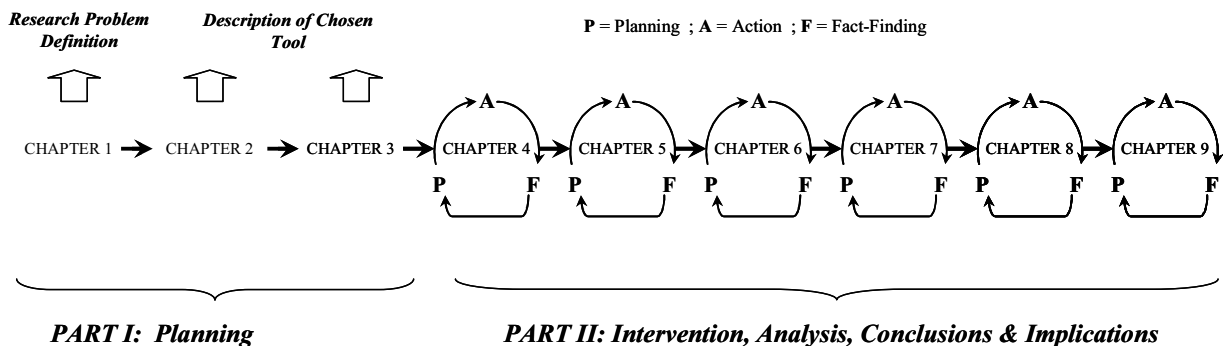 Research Problem
Definition
Description of Chosen
Tool
P = Planning ; A = Action ; F = Fact-Finding
A A A A A A
CHAPTER 1 CHAPTER 2 CHAPTER 3 CHAPTER 4 CHAPTER 5 CHAPTER 6 CHAPTER 7 CHAPTER 8 CHAPTER 9
P F P F P F P F P F P F
PART I: Planning
PART II: Intervention, Analysis, Conclusions & Implications